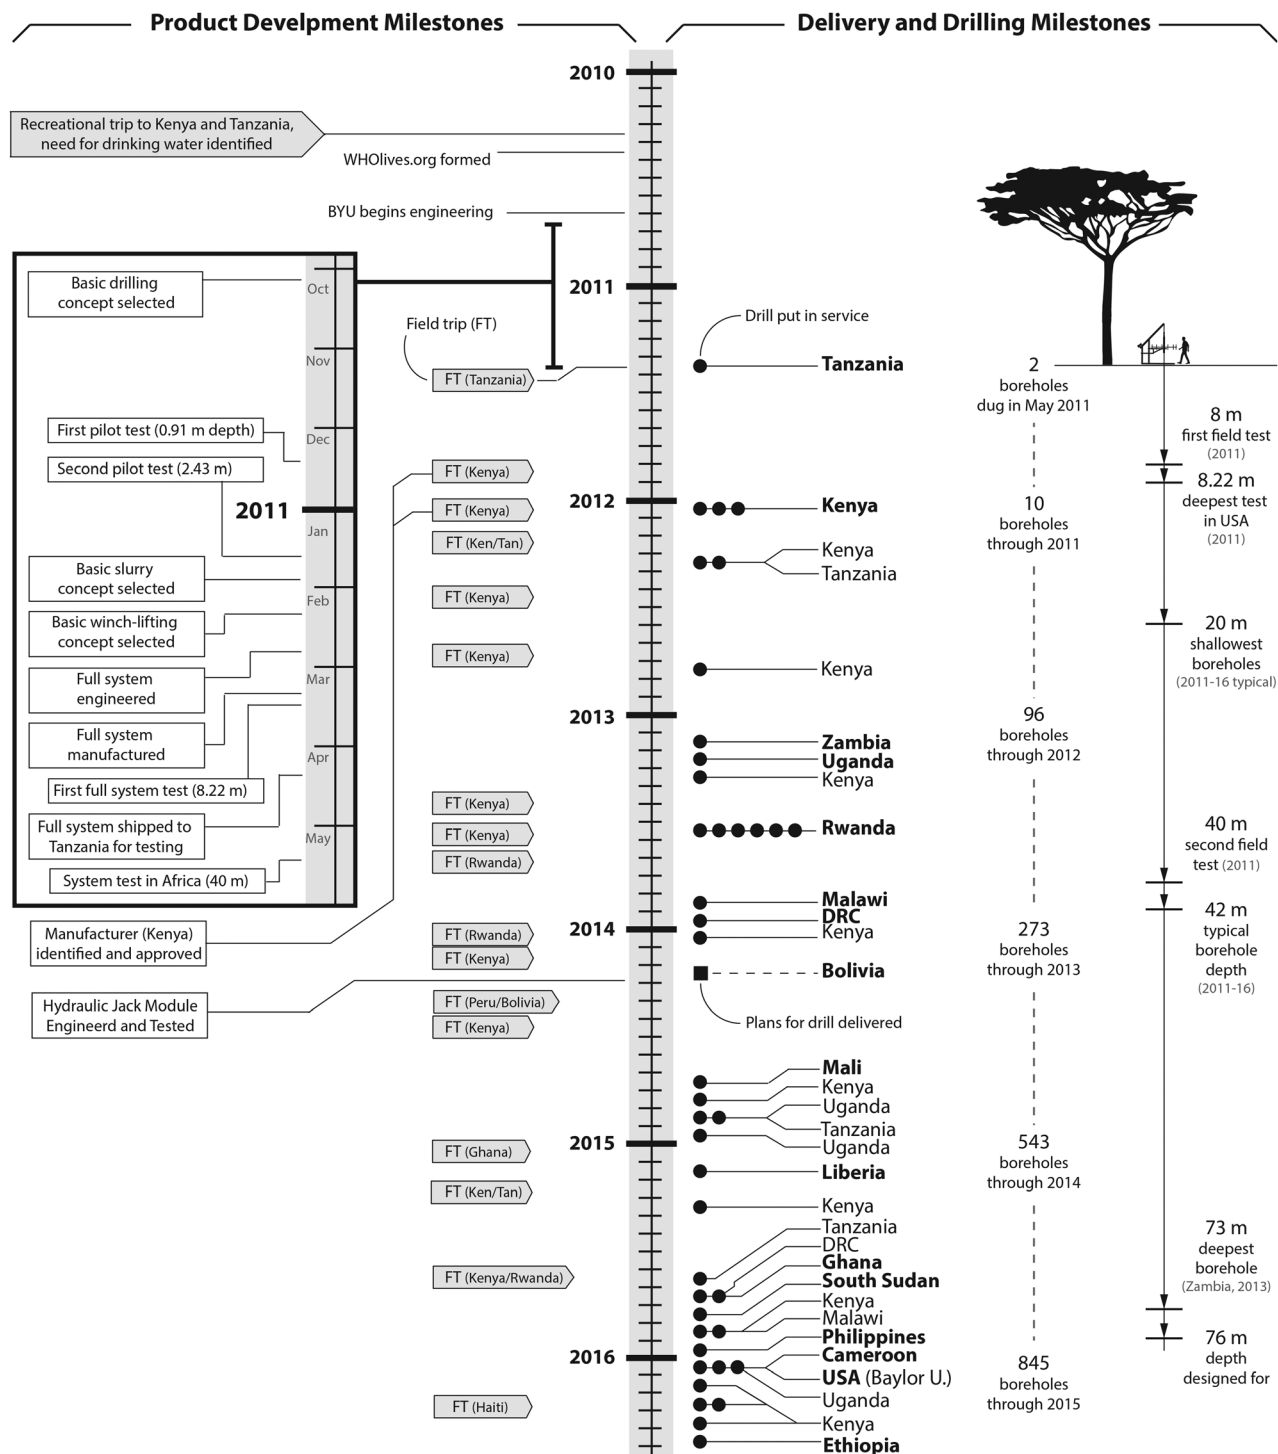 Product Develpment Milestones
Delivery and Drilling Milestones
2010
Recreational trip to Kenya and Tanzania,
need for drinking water identified
WHOlives.org formed
BYU begins engineering
Basic drilling
concept selected
Oct
Nov
First pilot test (0.91 m depth)
Dec
Second pilot test (2.43 m)
2011
Jan
Basic slurry
concept selected
Feb
Basic winch-lifting
concept selected
Full system
engineered
Mar
Full system
manufactured
Apr
First full system test (8.22 m)
Full system shipped to
Tanzania for testing
May
System test in Africa (40 m)
Manufacturer (Kenya)
identified and approved
Hydraulic Jack Module
Engineerd and Tested
Field trip (FT)
FT (Tanzania)
FT (Kenya)
FT (Kenya)
FT (Ken/Tan)
FT (Kenya)
FT (Kenya)
FT (Kenya)
FT (Kenya)
FT (Rwanda)
FT (Rwanda)
FT (Kenya)
FT (Peru/Bolivia)
FT (Kenya)
FT (Ghana)
FT (Ken/Tan)
FT (Kenya/Rwanda)
FT (Haiti)
2011
2012
2013
2014
2015
2016
Drill put in service
Tanzania
Kenya
Kenya
Tanzania
Kenya
Zambia
Uganda
Kenya
Rwanda
Malawi
DRC
Kenya
Bolivia
Plans for drill delivered
Mali
Kenya
Uganda
Tanzania
Uganda
Liberia
Kenya
Tanzania
DRC
Ghana
South Sudan
Kenya
Malawi
Philippines
Cameroon
USA (Baylor U.)
Uganda
Kenya
Ethiopia
2
boreholes
dug in May 2011
10
boreholes
through 2011
96
boreholes
through 2012
273
boreholes
through 2013
543
boreholes
through 2014
845
boreholes
through 2015
8 m
first field test
(2011)
8.22 m
deepest test
in USA
(2011)
20 m
shallowest
boreholes
(2011-16 typical)
40 m
second field
test (2011)
42 m
typical
borehole
depth
(2011-16)
73 m
deepest
borehole
(Zambia, 2013)
76 m
depth
designed for